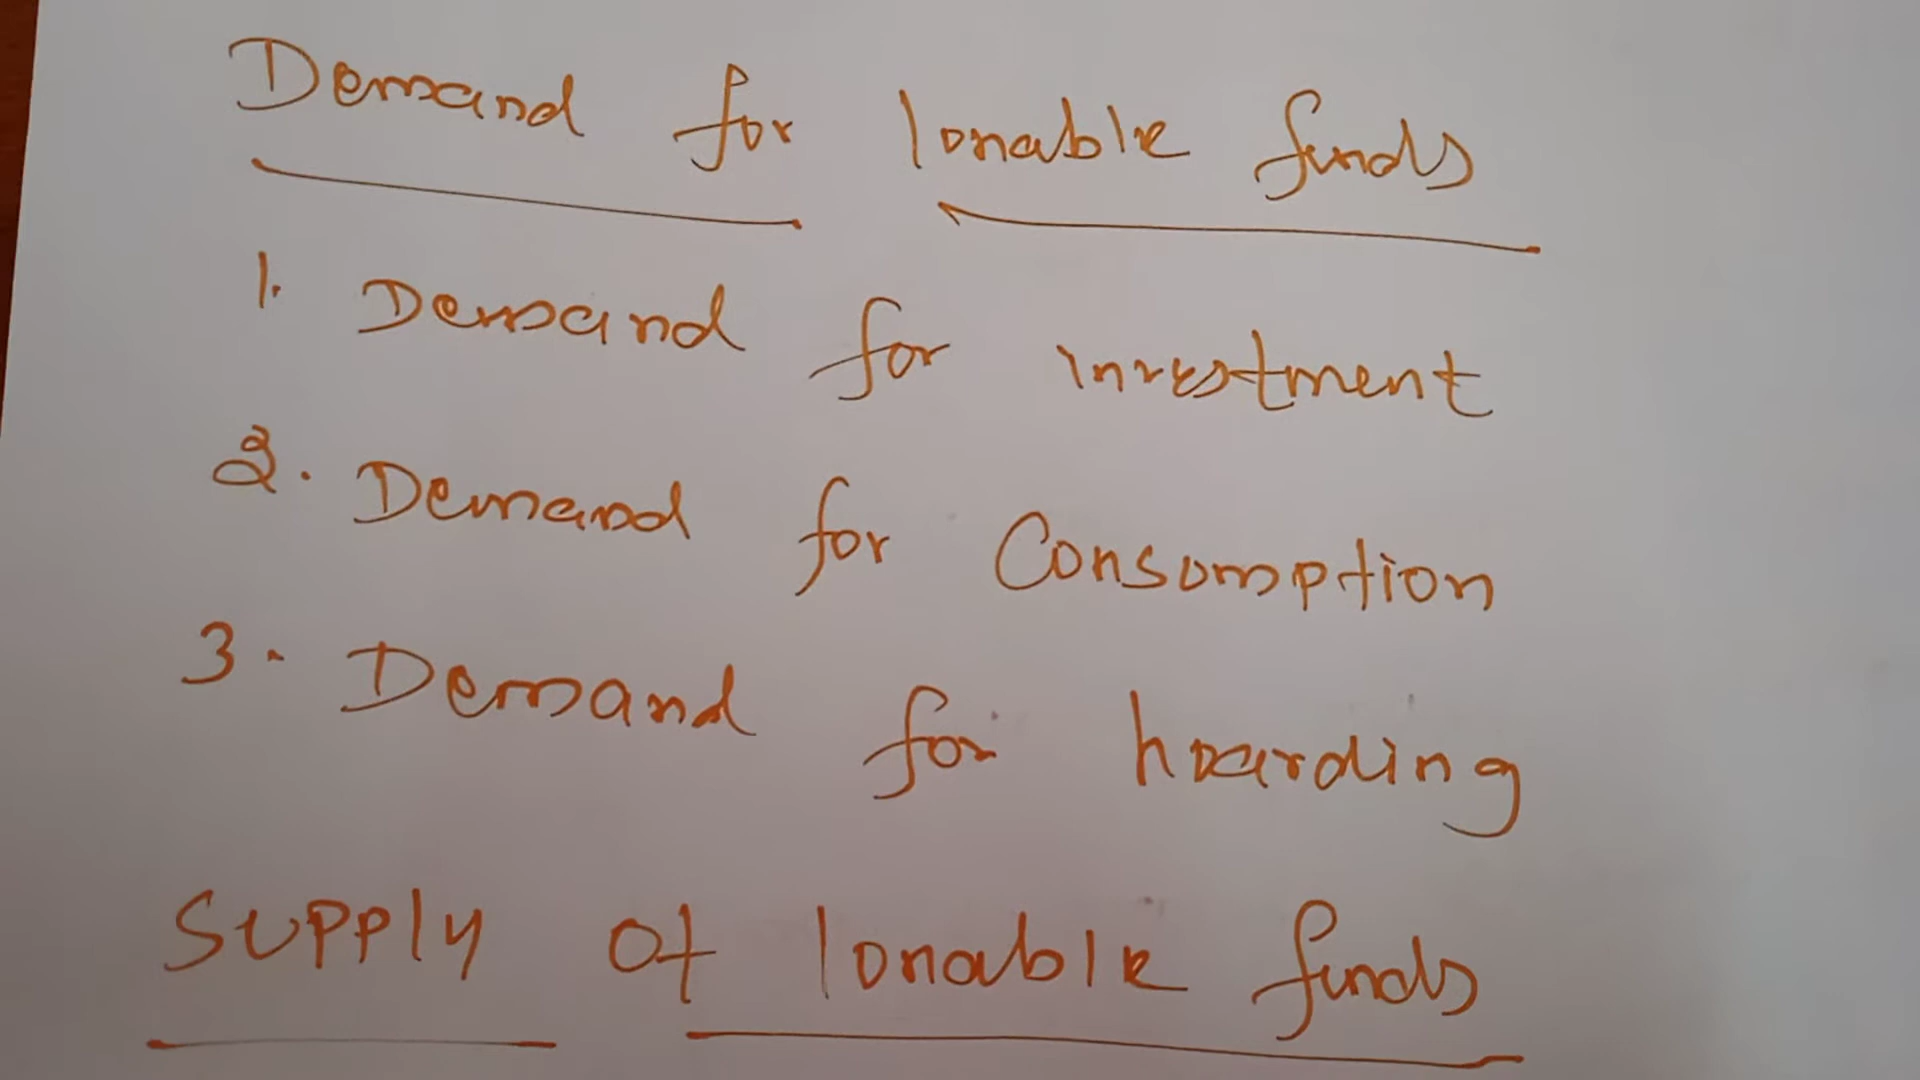 Demand for lonable funds
1. Demand for investment
2. Demand for Consumption
3. Demand for hoarding
Supply of lonable funds